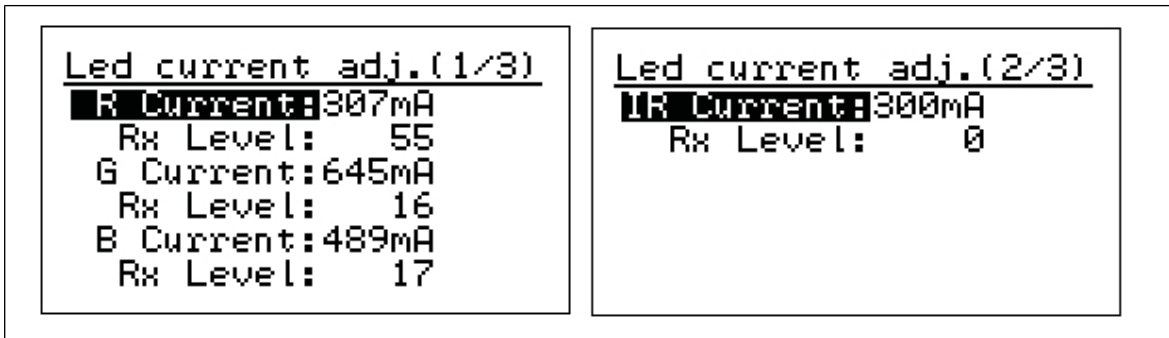 Led current adj.(1/3)
R Current:307mA
Rx Level: 55
G Current:645mA
Rx Level: 16
B Current:489mA
Rx Level: 17
Led current adj.(2/3)
IR Current:300mA
Rx Level: 0